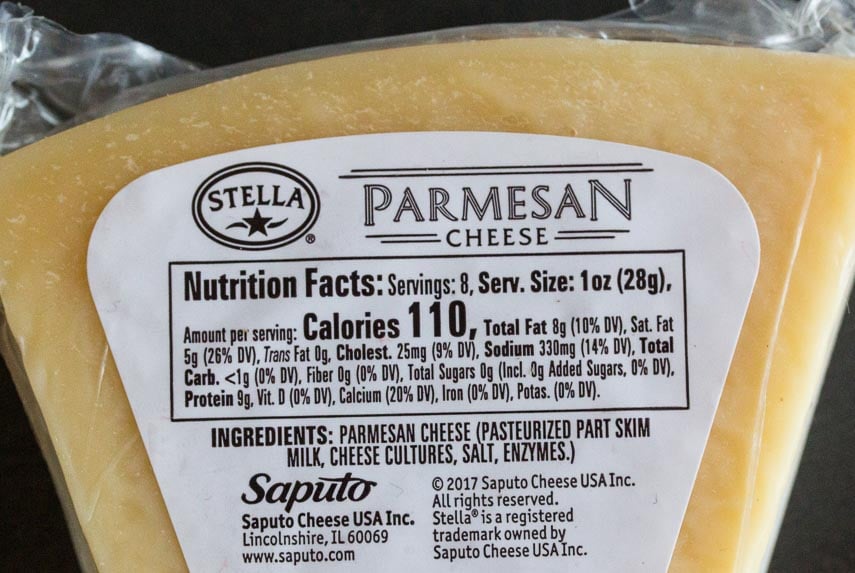 STELLA®
PARMESAN
CHEESE
Nutrition Facts: Servings: 8, Serv. Size: 1oz (28g),
Amount per serving: Calories 110, Total Fat 8g (10% DV), Sat. Fat
5g (26% DV), Trans Fat 0g, Cholest. 25mg (9% DV), Sodium 330mg (14% DV), Total
Carb. <1g (0% DV), Fiber 0g (0% DV), Total Sugars 0g (Incl. 0g Added Sugars, 0% DV),
Protein 9g, Vit. D (0% DV), Calcium (20% DV), Iron (0% DV), Potas. (0% DV).
INGREDIENTS: PARMESAN CHEESE (PASTEURIZED PART SKIM
MILK, CHEESE CULTURES, SALT, ENZYMES.)
Saputo
Saputo Cheese USA Inc.
Lincolnshire, IL 60069
www.saputo.com
© 2017 Saputo Cheese USA Inc.
All rights reserved.
Stella® is a registered
trademark owned by
Saputo Cheese USA Inc.